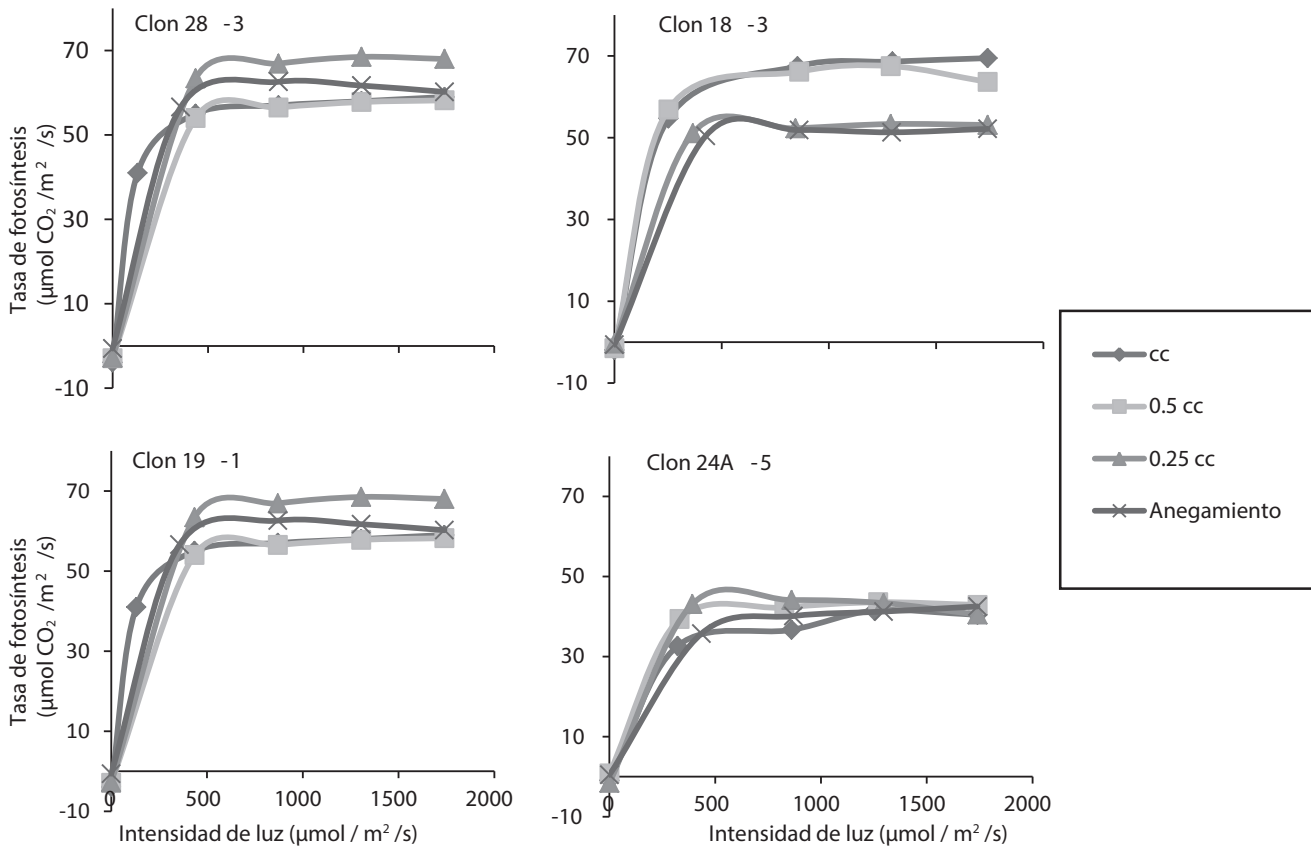 Clon 28 -3
70
50
30
10
-10
Tasa de fotosíntesis
(µmol CO₂ /m² /s)
Clon 18 -3
70
50
30
10
-10
cc
0.5 cc
0.25 cc
Anegamiento
Clon 19 -1
70
50
30
10
-10
0
500
1000
1500
2000
Tasa de fotosíntesis
(µmol CO₂ /m² /s)
Intensidad de luz (µmol / m² /s)
Clon 24A -5
70
50
30
10
-10
0
500
1000
1500
2000
Intensidad de luz (µmol / m² /s)